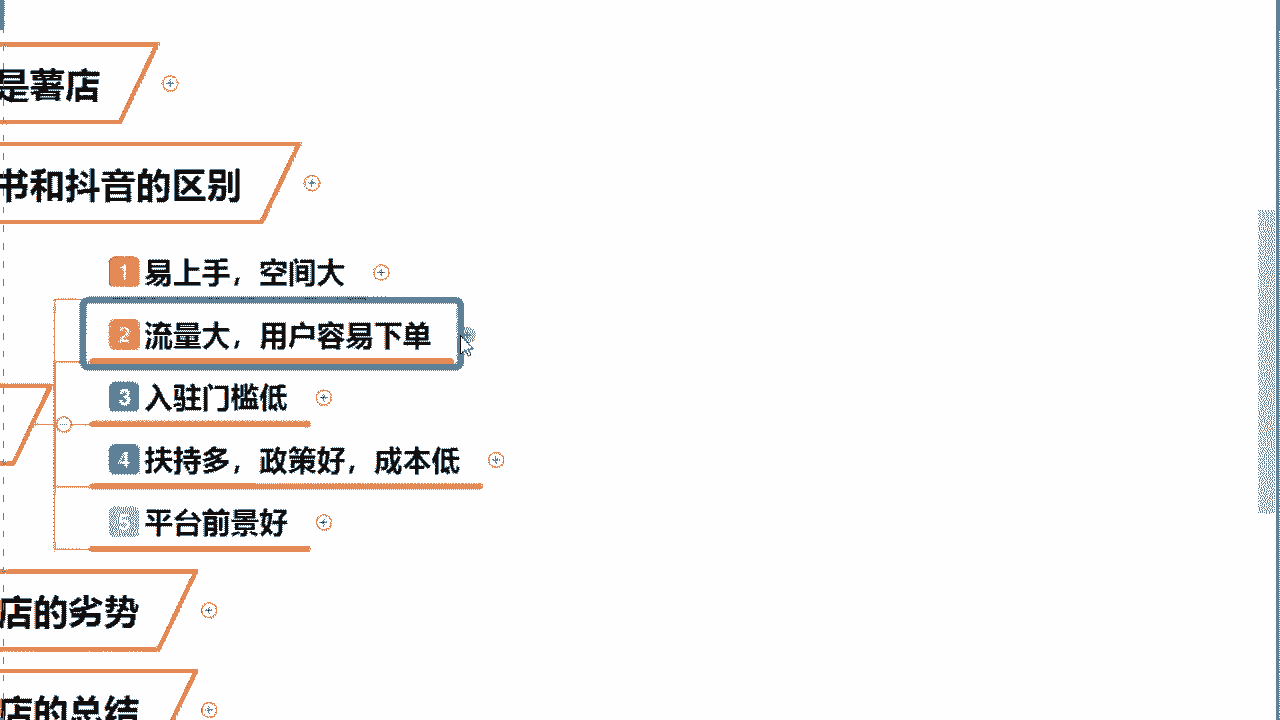 是薯店
书和抖音的区别
1 易上手，空间大
2 流量大，用户容易下单
3 入驻门槛低
4 扶持多，政策好，成本低
5 平台前景好
店的劣势
店的总结